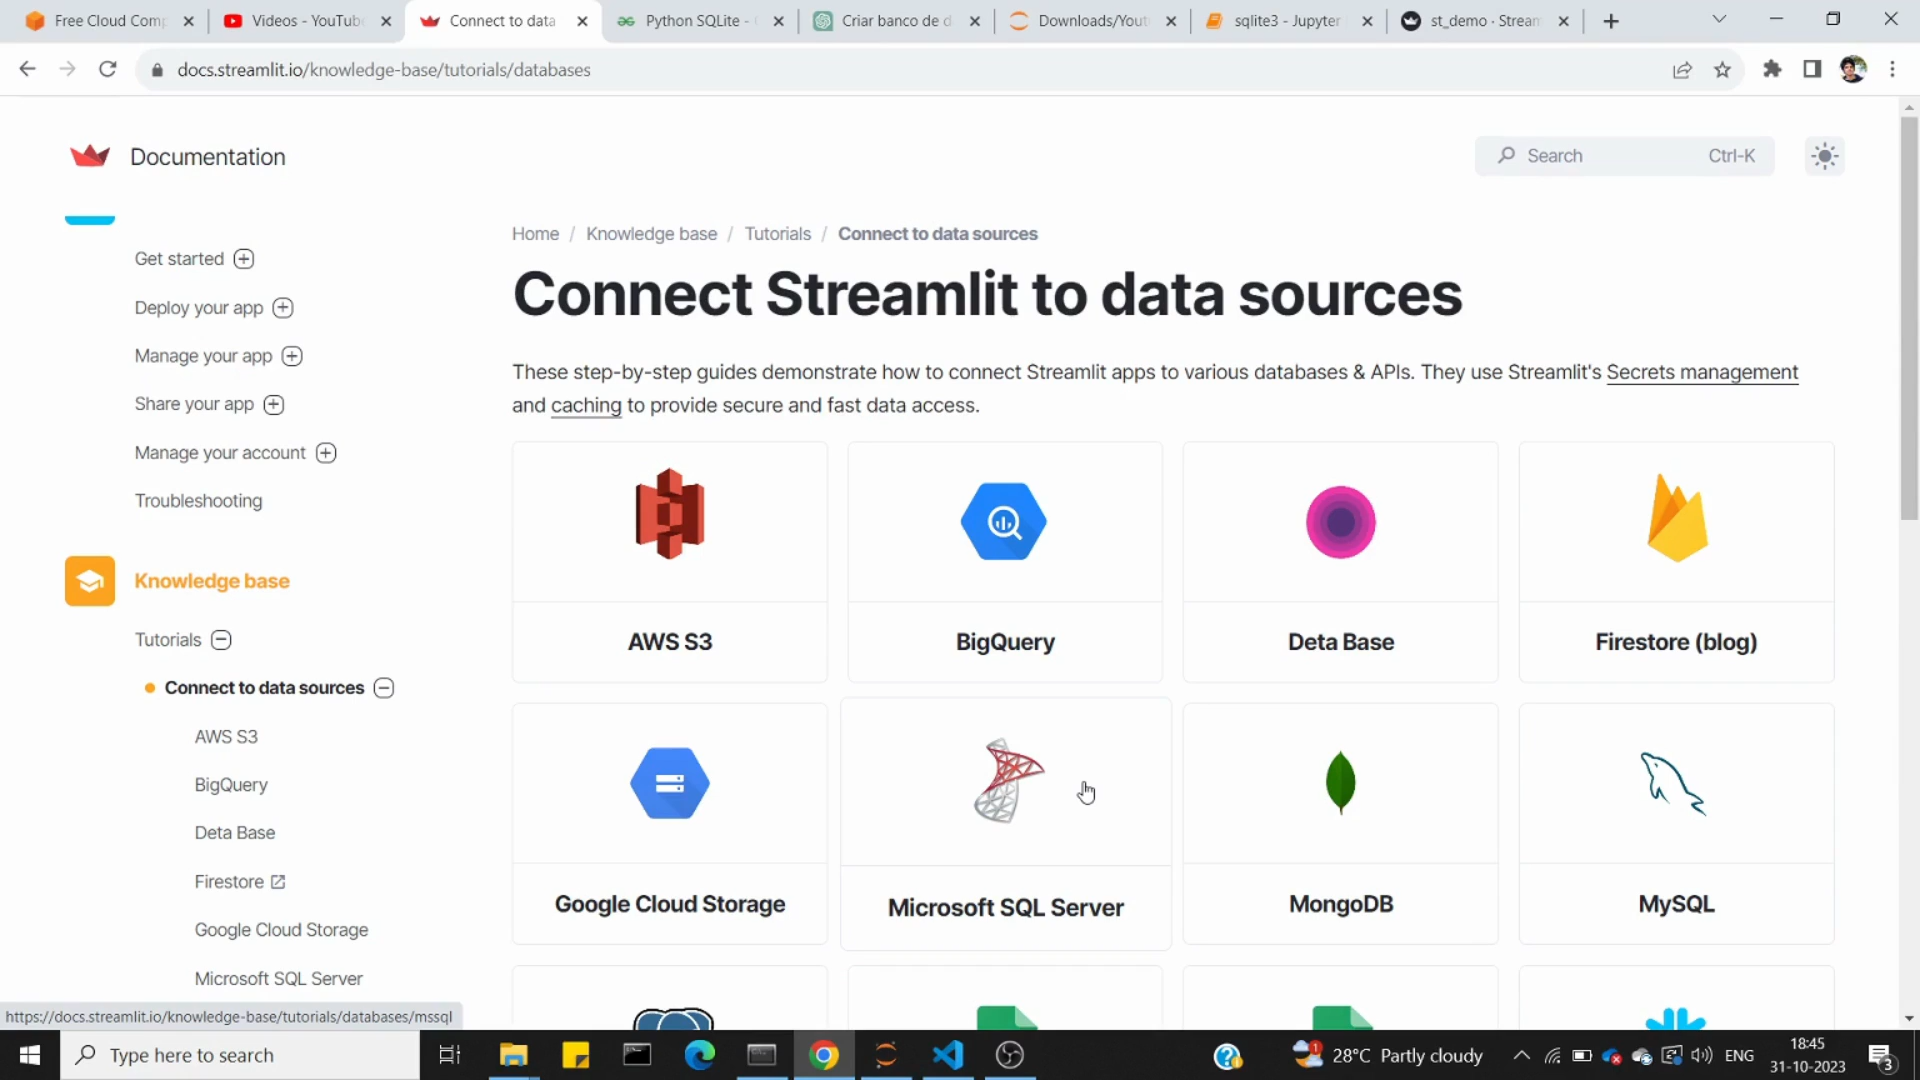 Free Cloud Comp
Videos - YouTube
Connect to data
Python SQLite -
Criar banco de d
Downloads/Yout
sqlite3 - Jupyter
st_demo · Stream
docs.streamlit.io/knowledge-base/tutorials/databases
Documentation
Search
Ctrl-K
Get started
Deploy your app
Manage your app
Share your app
Manage your account
Troubleshooting
Knowledge base
Tutorials
Connect to data sources
AWS S3
BigQuery
Deta Base
Firestore
Google Cloud Storage
Microsoft SQL Server
Home / Knowledge base / Tutorials / Connect to data sources
Connect Streamlit to data sources
These step-by-step guides demonstrate how to connect Streamlit apps to various databases & APIs. They use Streamlit's Secrets management
and caching to provide secure and fast data access.
AWS S3
BigQuery
Deta Base
Firestore (blog)
Google Cloud Storage
Microsoft SQL Server
MongoDB
MySQL
https://docs.streamlit.io/knowledge-base/tutorials/databases/mssql
Type here to search
1
28°C Partly cloudy
ENG
18:45
31-10-2023
3